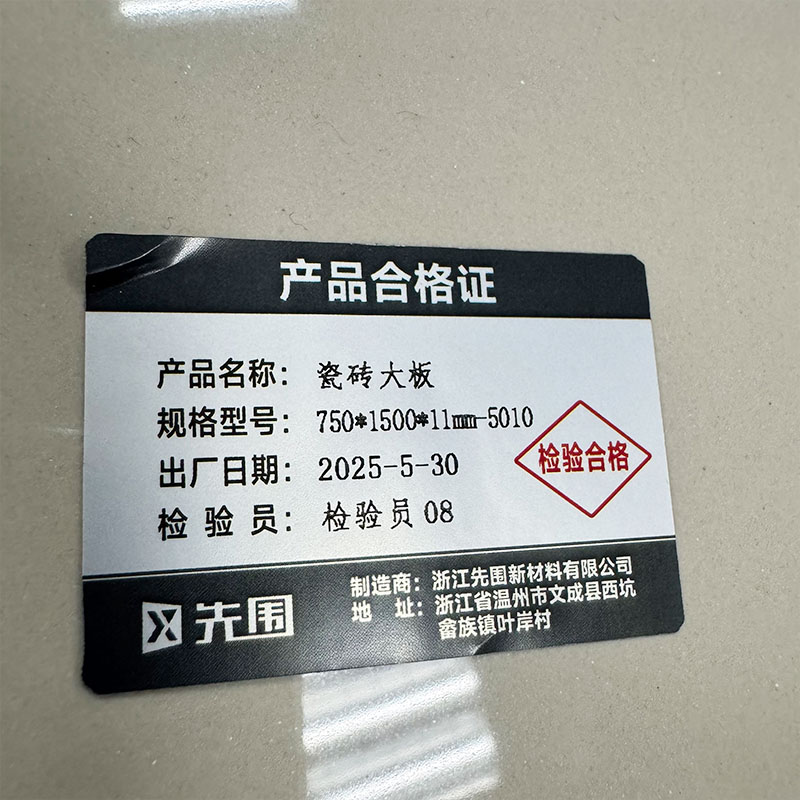 产品合格证
产品名称：瓷砖大板
规格型号：750*1500*11mm-5010
出厂日期：2025-5-30
检验员：检验员08
检验合格
先围
制造商：浙江先围新材料有限公司
地址：浙江省温州市文成县西坑
畲族镇叶岸村